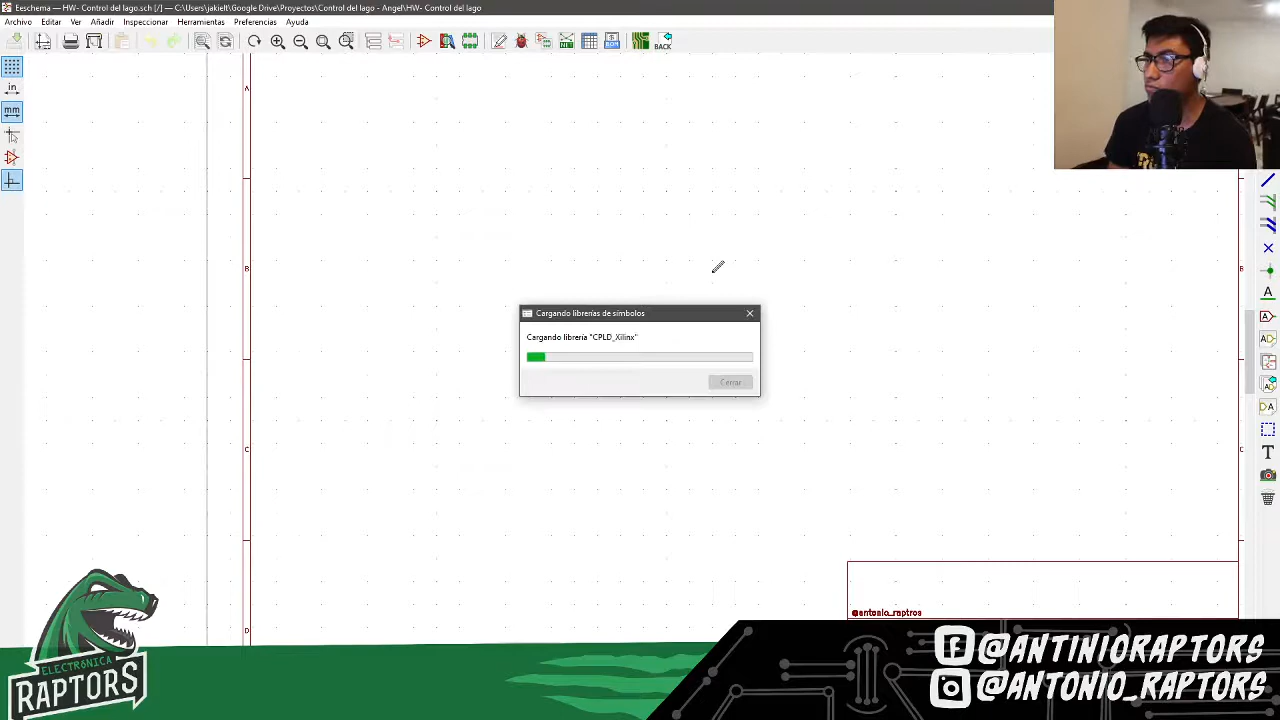 Eeschema — HW- Control del lago.sch [/] — C:\Users\jakielt\Google Drive\Proyectos\Control del lago - Angel\HW- Control del lago
Archivo Editar Ver Añadir Inspeccionar Herramientas Preferencias Ayuda
BOM
BACK
in
mm
A
B
B
C
C
D
A
A
T
Cargando librerías de símbolos
Cargando librería "CPLD_Xilinx"
Cerrar
@antonio_raptros
ELECTRÓNICA
RAPTORS
@ANTINIORAPTORS
@ANTONIO_RAPTORS